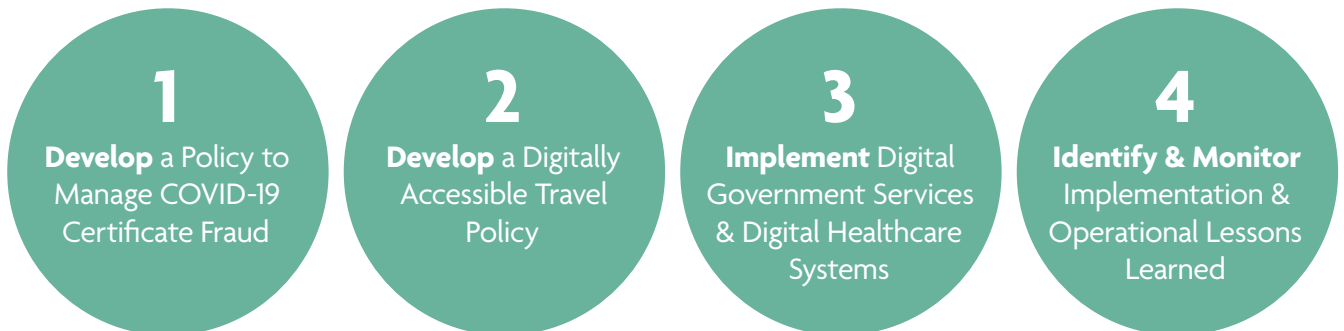 1
Develop a Policy to
Manage COVID-19
Certificate Fraud
2
Develop a Digitally
Accessible Travel
Policy
3
Implement Digital
Government Services
& Digital Healthcare
Systems
4
Identify & Monitor
Implementation &
Operational Lessons
Learned